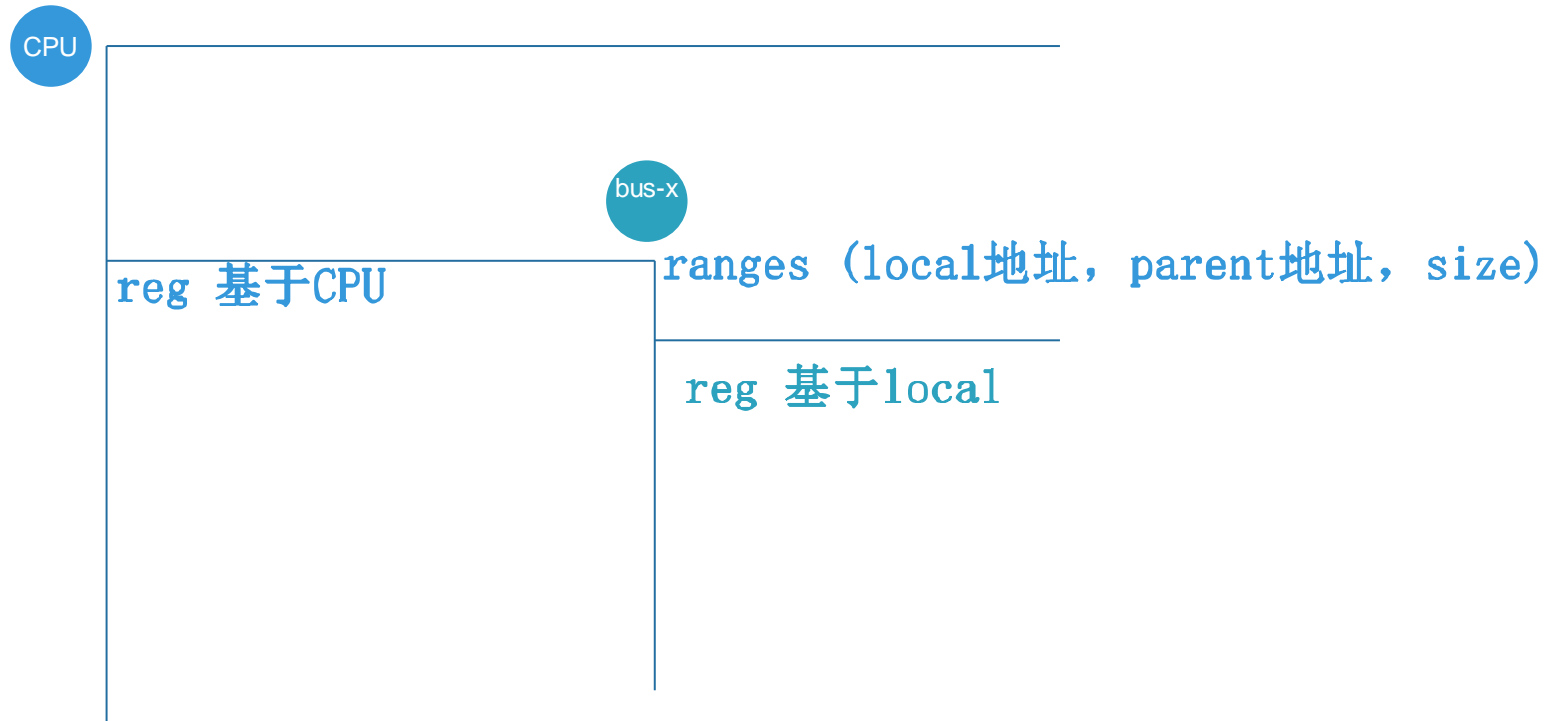 CPU
bus-x
ranges (local地址，parent地址，size)
reg 基于CPU
reg 基于local